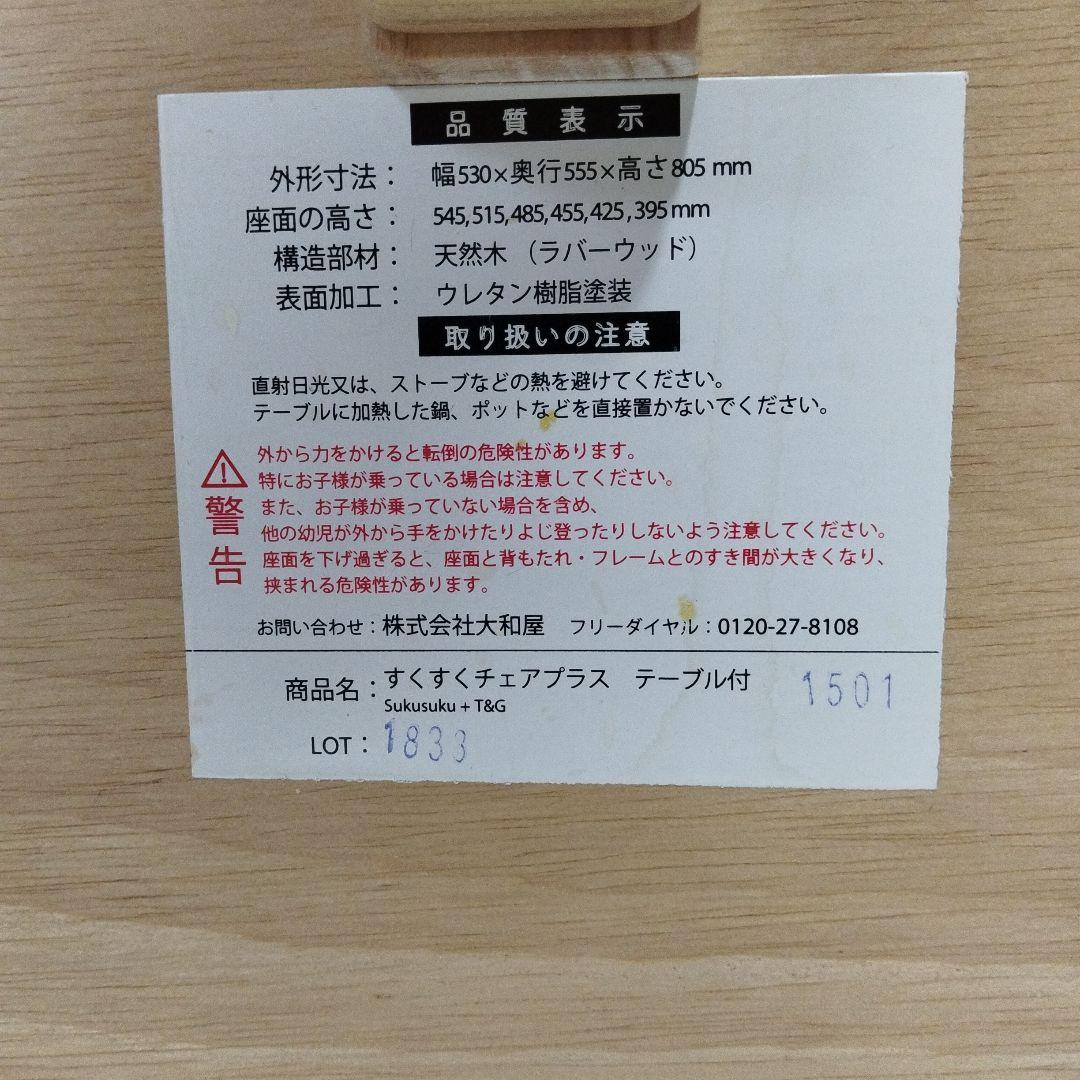 品質表示
外形寸法： 幅530×奥行555×高さ805 mm
座面の高さ： 545,515,485,455,425,395mm
構造部材： 天然木 （ラバーウッド）
表面加工： ウレタン樹脂塗装
取り扱いの注意
直射日光又は、ストーブなどの熱を避けてください。
テーブルに加熱した鍋、ポットなどを直接置かないでください。
警告
外から力をかけると転倒の危険性があります。
特にお子様が乗っている場合は注意してください。
また、お子様が乗っていない場合を含め、
他の幼児が外から手をかけたりよじ登ったりしないよう注意してください。
座面を下げ過ぎると、座面と背もたれ・フレームとのすき間が大きくなり、
挟まれる危険性があります。
お問い合わせ：株式会社大和屋 フリーダイヤル：0120-27-8108
商品名：すくすくチェアプラス テーブル付 1501
Sukusuku + T&G
LOT： 1833